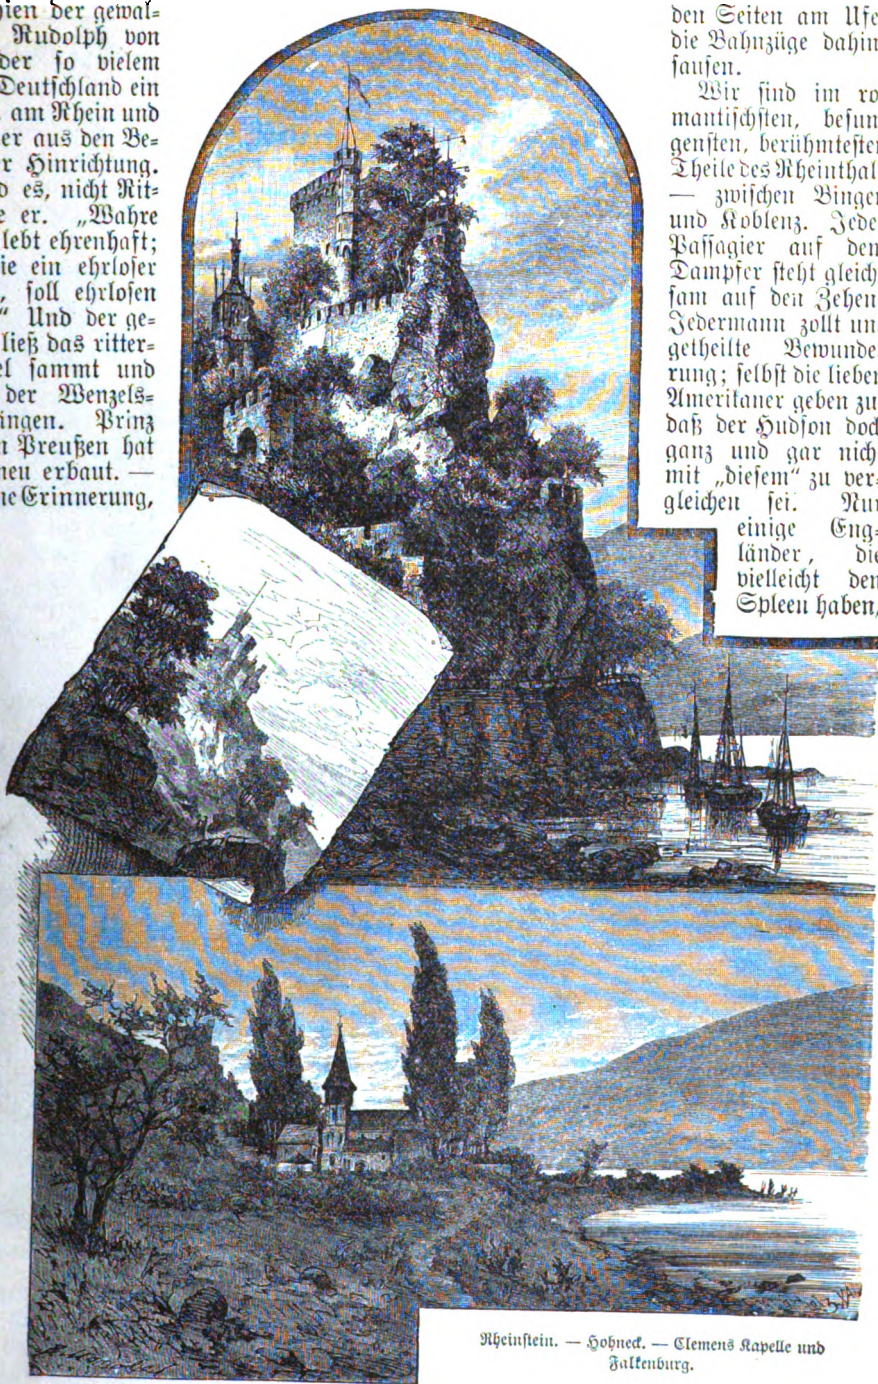 ien der gewal-
Rudolph von
der so vielem
Deutschland ein
am Rhein und
er aus den Be-
r Hinrichtung.
d es, nicht Rit-
e er. „Wahre
lebt ehrenhaft;
ie ein ehrloser
, soll ehrlosen
“ Und der ge-
ließ das ritter-
el sammt und
der Wenzels-
ingen. Prinz
n Preußen hat
neu erbaut. —
ne Erinnerung,
den Seiten am Ufe
die Bahnzüge dahin
sausen.
Wir sind im ro
mantischsten, besun
gensten, berühmtesten
Theile des Rheinthal
— zwischen Bingen
und Koblenz. Jede
Passagier auf dem
Dampfer steht gleich
sam auf den Zehen
Jedermann zollt un
getheilte Bewunde
rung; selbst die lieben
Amerikaner geben zu
daß der Hudson doch
ganz und gar nich
mit „diesem“ zu ver-
gleichen sei. Nur
einige Eng-
länder, die
vielleicht den
Spleen haben,
Rheinstein. — Hohneck. — Clemens Kapelle und
Falkenburg.